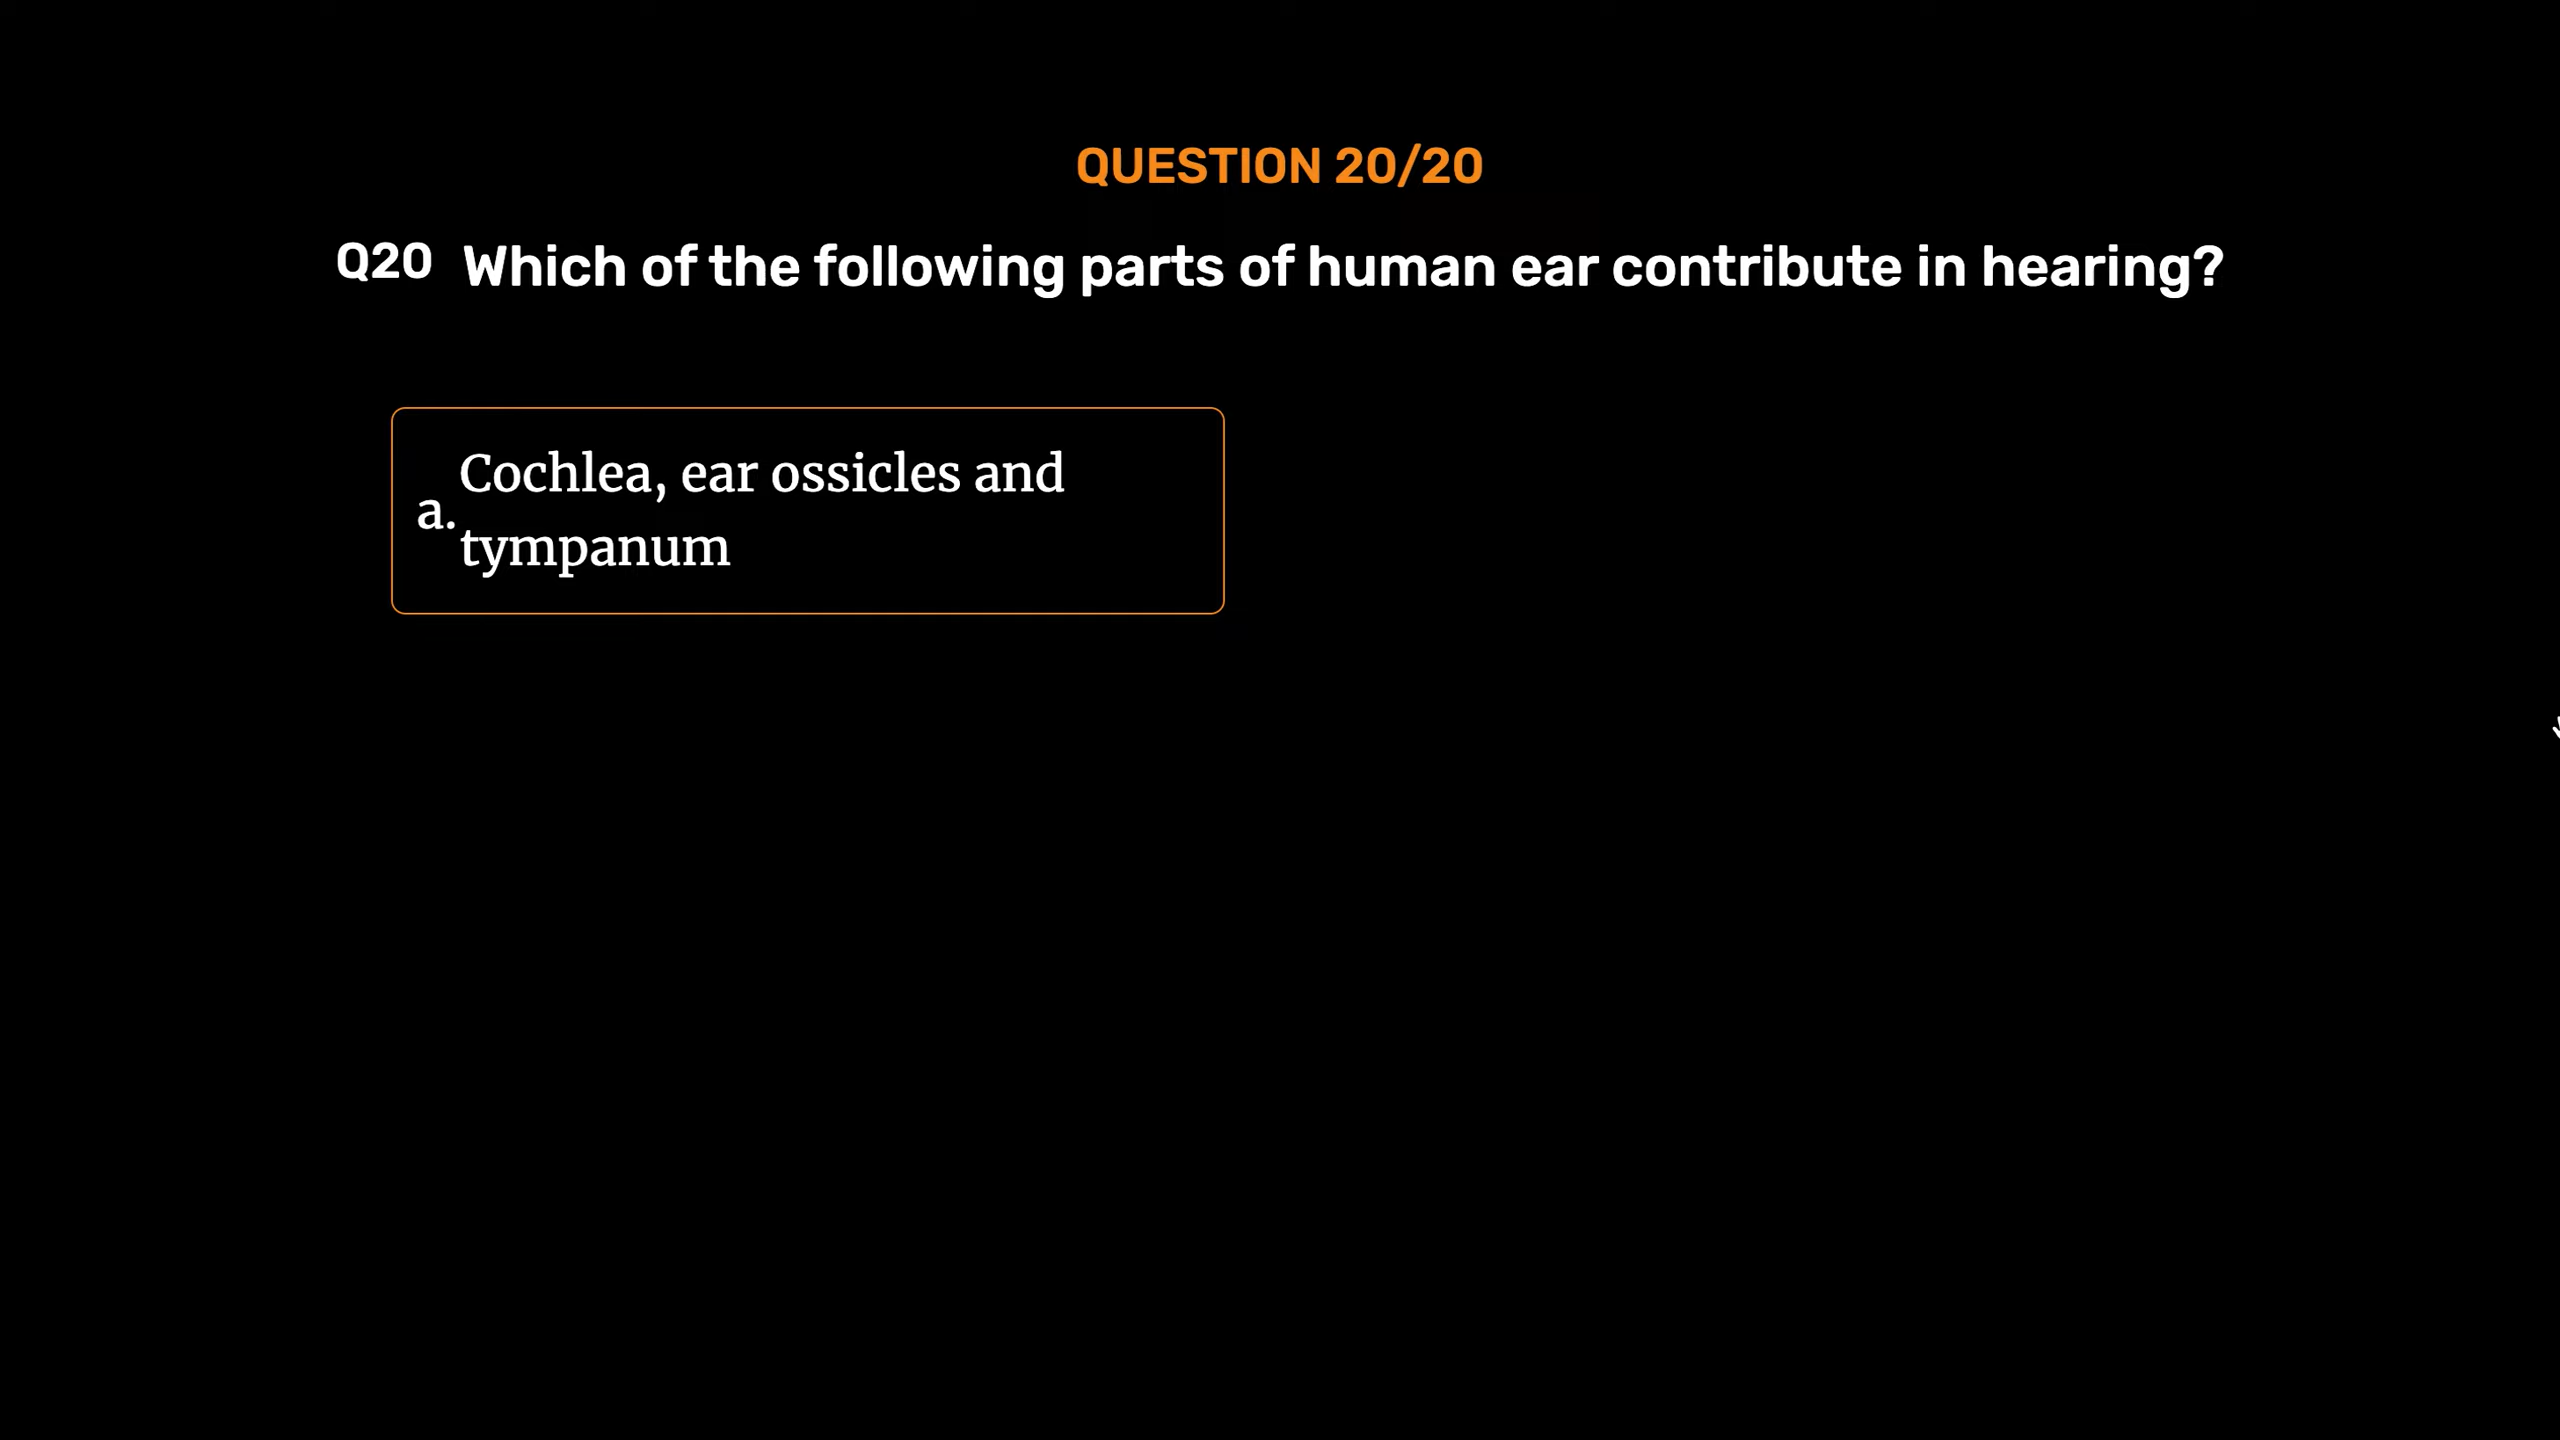 QUESTION 20/20
Q20 Which of the following parts of human ear contribute in hearing?
a. Cochlea, ear ossicles and
tympanum